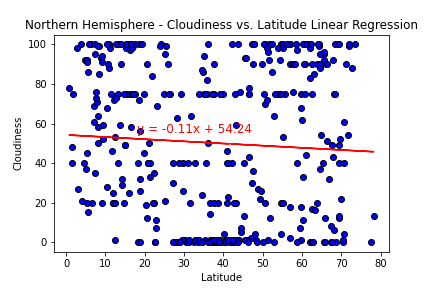 Northern Hemisphere - Cloudiness vs. Latitude Linear Regression
100
80
60
40
20
0
Cloudiness
y = -0.11x + 54.24
0 10 20 30 40 50 60 70 80
Latitude